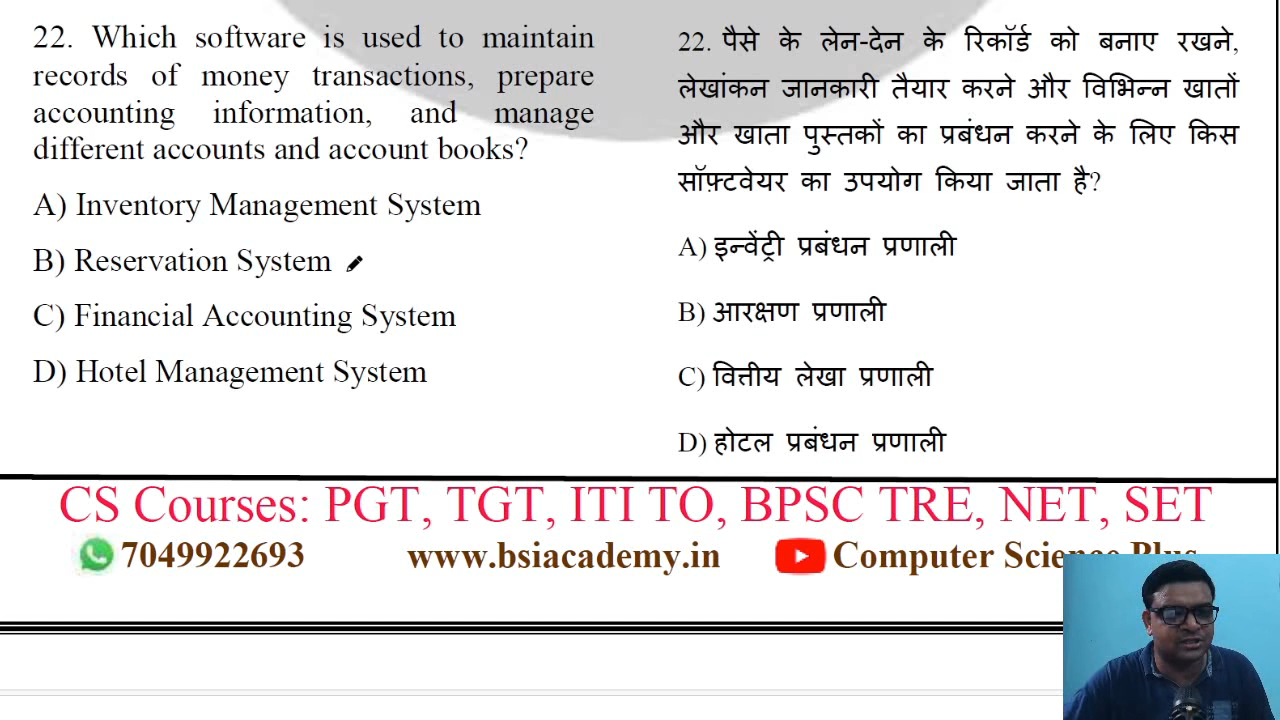 22. Which software is used to maintain
records of money transactions, prepare
accounting information, and manage
different accounts and account books?
A) Inventory Management System
B) Reservation System
C) Financial Accounting System
D) Hotel Management System
22. पैसे के लेन-देन के रिकॉर्ड को बनाए रखने,
लेखांकन जानकारी तैयार करने और विभिन्न खातों
और खाता पुस्तकों का प्रबंधन करने के लिए किस
सॉफ़्टवेयर का उपयोग किया जाता है?
A) इन्वेंट्री प्रबंधन प्रणाली
B) आरक्षण प्रणाली
C) वित्तीय लेखा प्रणाली
D) होटल प्रबंधन प्रणाली
CS Courses: PGT, TGT, ITI TO, BPSC TRE, NET, SET
7049922693 www.bsiacademy.in Computer Science Plus